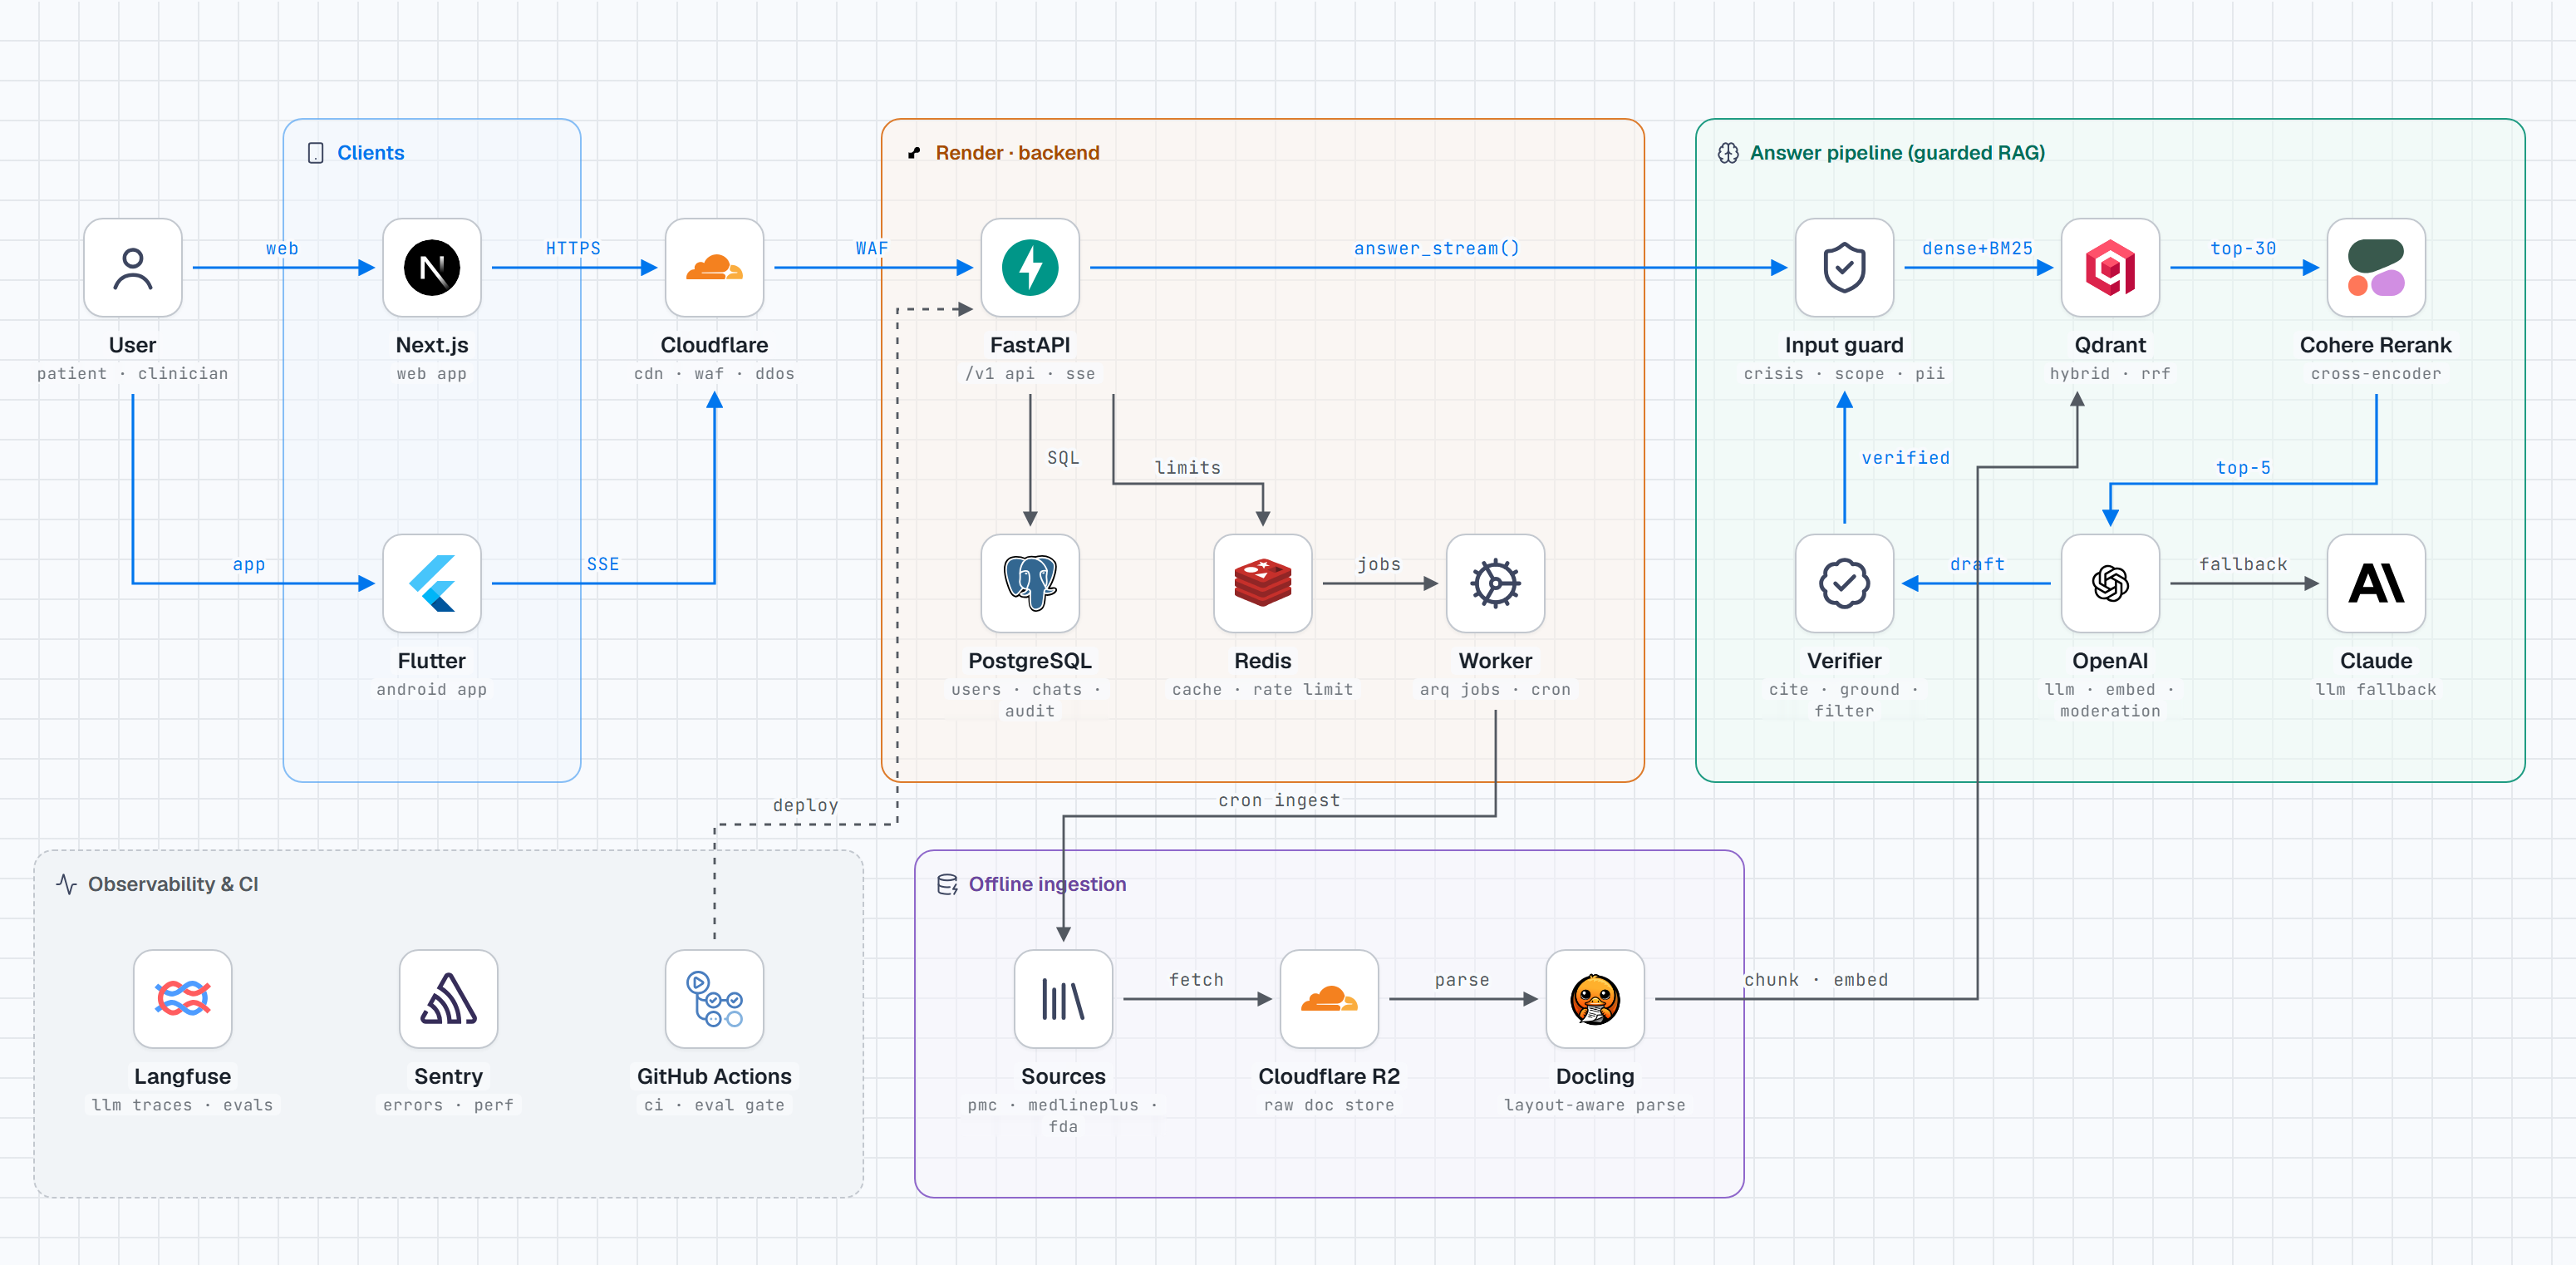 Clients
Render · backend
Answer pipeline (guarded RAG)
web
HTTPS
WAF
answer_stream()
dense+BM25
top-30
User
patient · clinician
Next.js
web app
Cloudflare
cdn · waf · ddos
FastAPI
/v1 api · sse
Input guard
crisis · scope · pii
Qdrant
hybrid · rrf
Cohere Rerank
cross-encoder
SQL
limits
verified
top-5
app
SSE
jobs
draft
fallback
Flutter
android app
PostgreSQL
users · chats ·
audit
Redis
cache · rate limit
Worker
arq jobs · cron
Verifier
cite · ground ·
filter
OpenAI
llm · embed ·
moderation
Claude
llm fallback
deploy
cron ingest
Observability & CI
Offline ingestion
fetch
parse
chunk · embed
Langfuse
llm traces · evals
Sentry
errors · perf
GitHub Actions
ci · eval gate
Sources
pmc · medlineplus ·
fda
Cloudflare R2
raw doc store
Docling
layout-aware parse